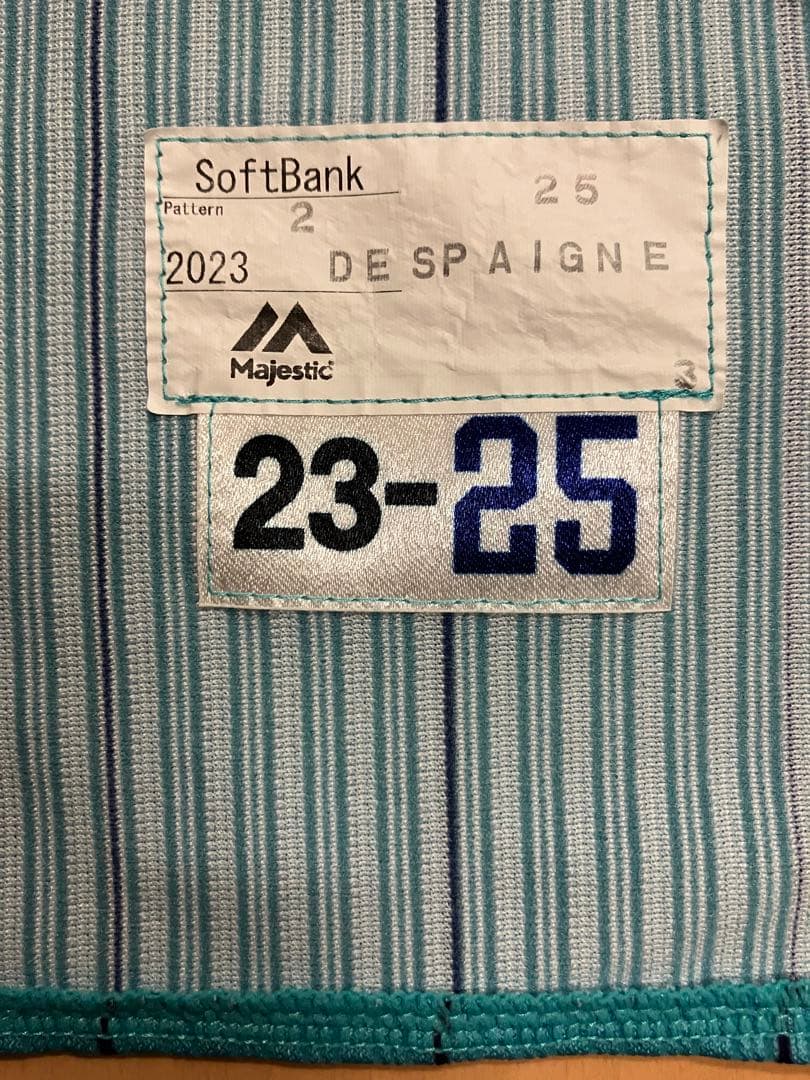 SoftBank 25
Pattern 2
2023 DESPAIGNE
Majestic
3
23-25